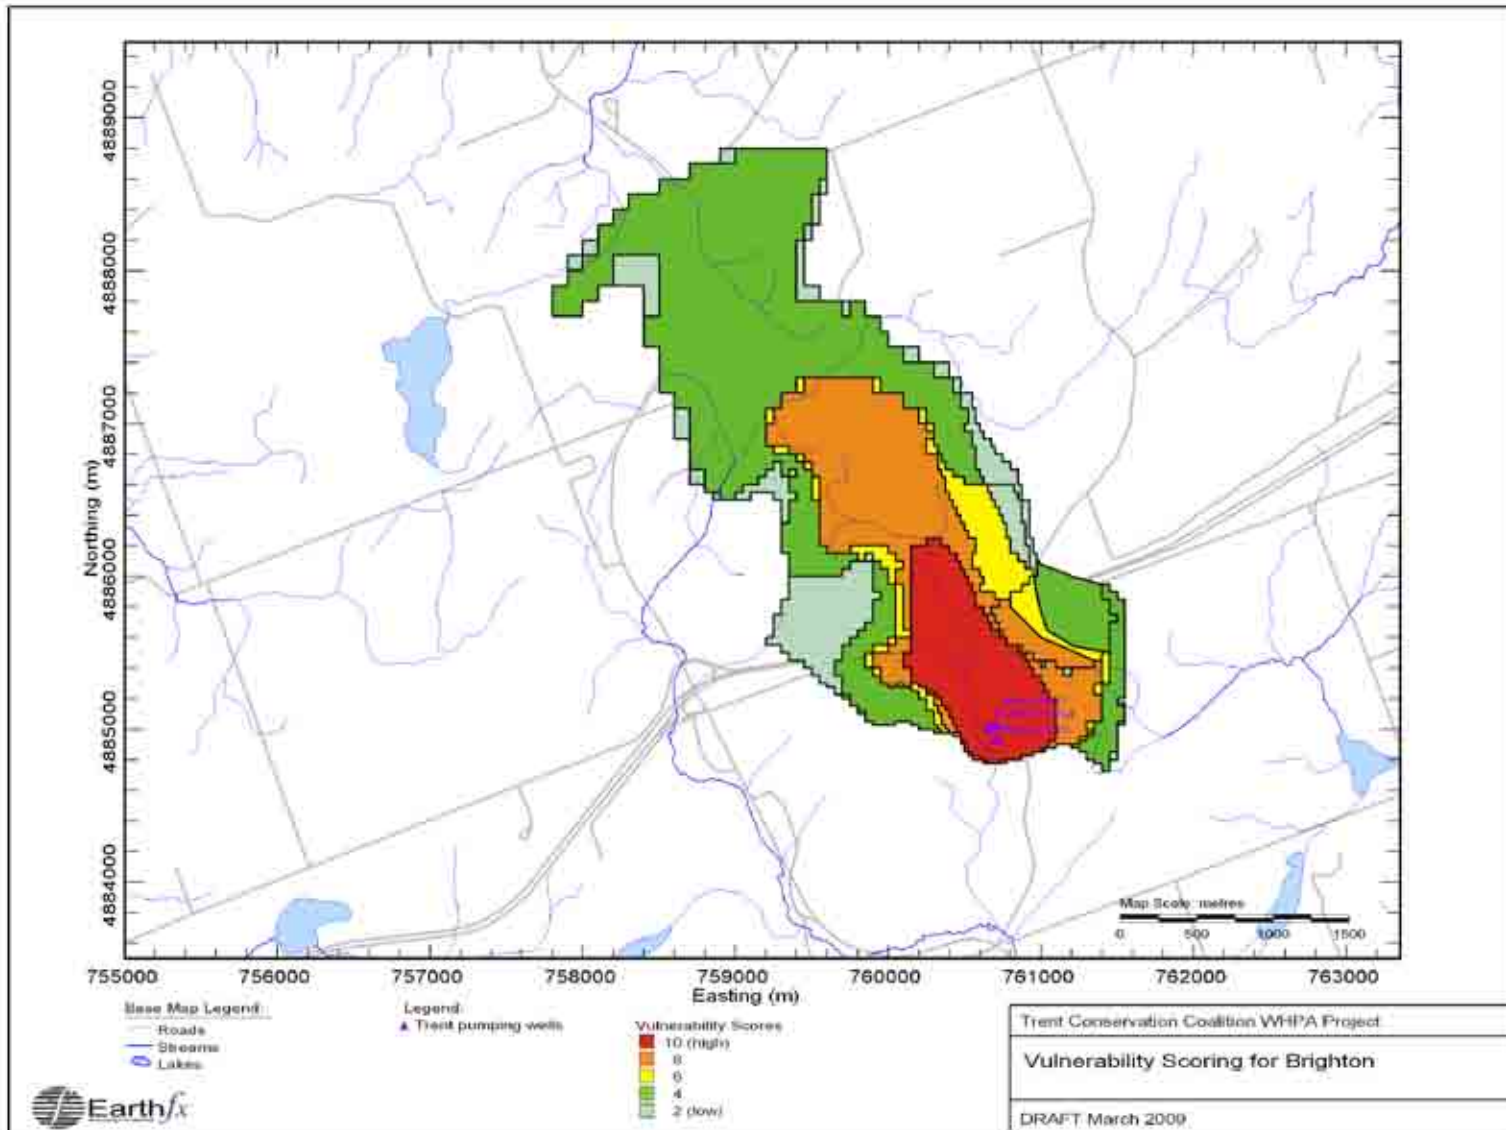 4889000
4888000
4887000
4886000
4885000
4884000
Northing (m)
755000 756000 757000 758000 759000 760000 761000 762000 763000
Easting (m)
Map Scale: metres
0 500 1000 1500
Base Map Legend:
Roads
Streams
Lakes
Legend:
Trent pumping wells
Vulnerability Scores
10 (high)
8
6
4
2 (low)
Trent Conservation Coalition WHPA Project
Vulnerability Scoring for Brighton
DRAFT March 2009
Earthfx